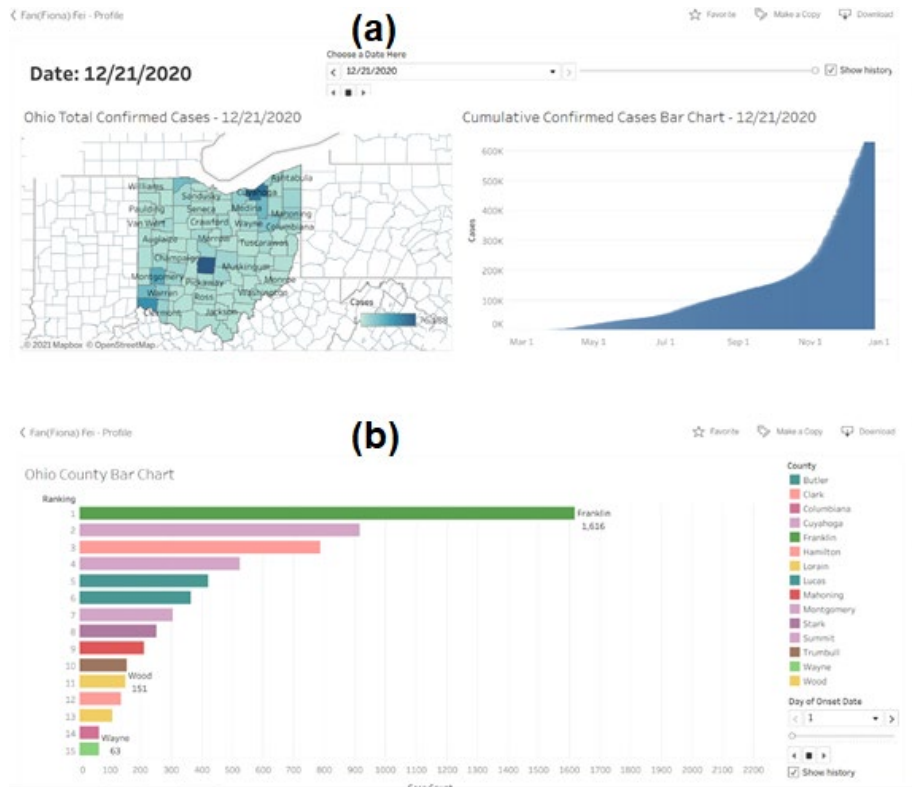 Fan(Fiona) Fei - Profile
(a)
Favorite
Make a Copy
Download
Choose a Date Here
Date: 12/21/2020
12/21/2020
Show history
Ohio Total Confirmed Cases - 12/21/2020
Cumulative Confirmed Cases Bar Chart - 12/21/2020
Williams
Ashtabula
Sandusky
Cuyahoga
Paulding
Seneca
Medina
Mahoning
Van Wert
Crawford
Wayne
Columbiana
Auglaize
Morrow
Tuscarawas
Champaign
Muskingum
Montgomery
Pickaway
Monroe
Warren
Ross
Washington
Clermont
Jackson
Cases
© 2021 Mapbox © OpenStreetMap
Cases
600K
500K
400K
300K
200K
100K
0K
Mar 1
May 1
Jul 1
Sep 1
Nov 1
Jan 1
Fan(Fiona) Fei - Profile
(b)
Favorite
Make a Copy
Download
Ohio County Bar Chart
Ranking
1
Franklin
1,616
2
3
4
5
6
7
8
9
10
11
Wood
151
12
13
14
15
Wayne
63
0 100 200 300 400 500 600 700 800 900 1000 1100 1200 1300 1400 1500 1600 1700 1800 1900 2000 2100 2200
County
Butler
Clark
Columbiana
Cuyahoga
Franklin
Hamilton
Lorain
Lucas
Mahoning
Montgomery
Stark
Summit
Trumbull
Wayne
Wood
Day of Onset Date
1
Show history